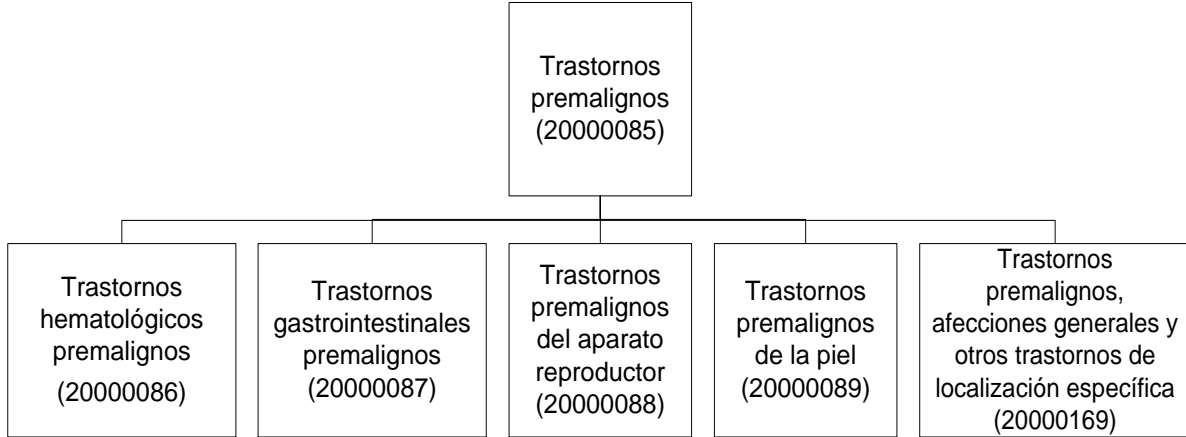 Trastornos
premalignos
(20000085)
Trastornos
hematológicos
premalignos
(20000086)
Trastornos
gastrointestinales
premalignos
(20000087)
Trastornos
premalignos
del aparato
reproductor
(20000088)
Trastornos
premalignos
de la piel
(20000089)
Trastornos
premalignos,
afecciones generales y
otros trastornos de
localización específica
(20000169)